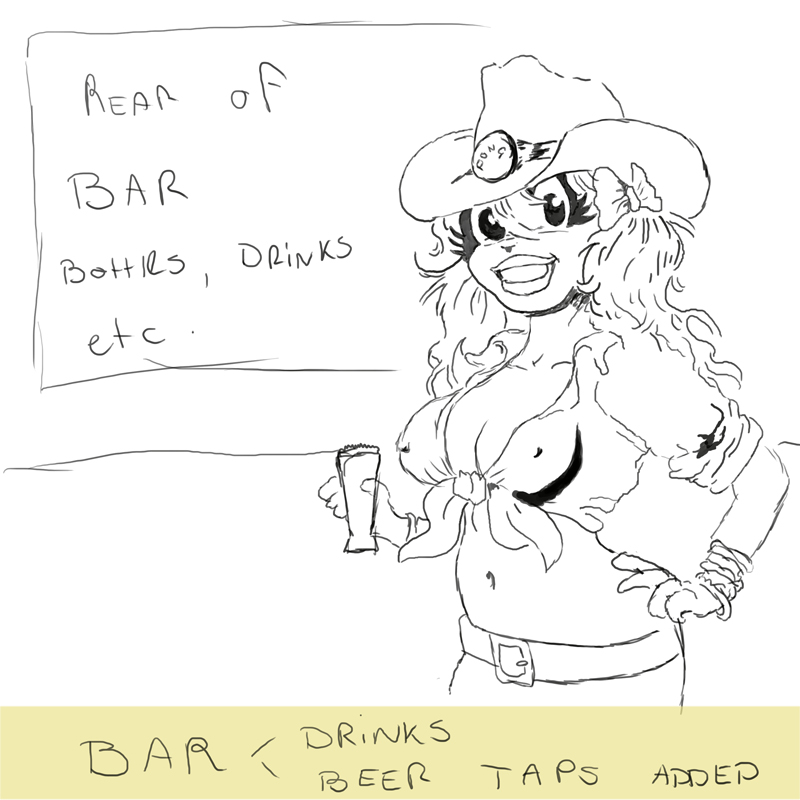 REAR OF
BAR
BOttlES, DRiNKS
etc.
BAR < DRiNKS
BEER TAPS ADDED